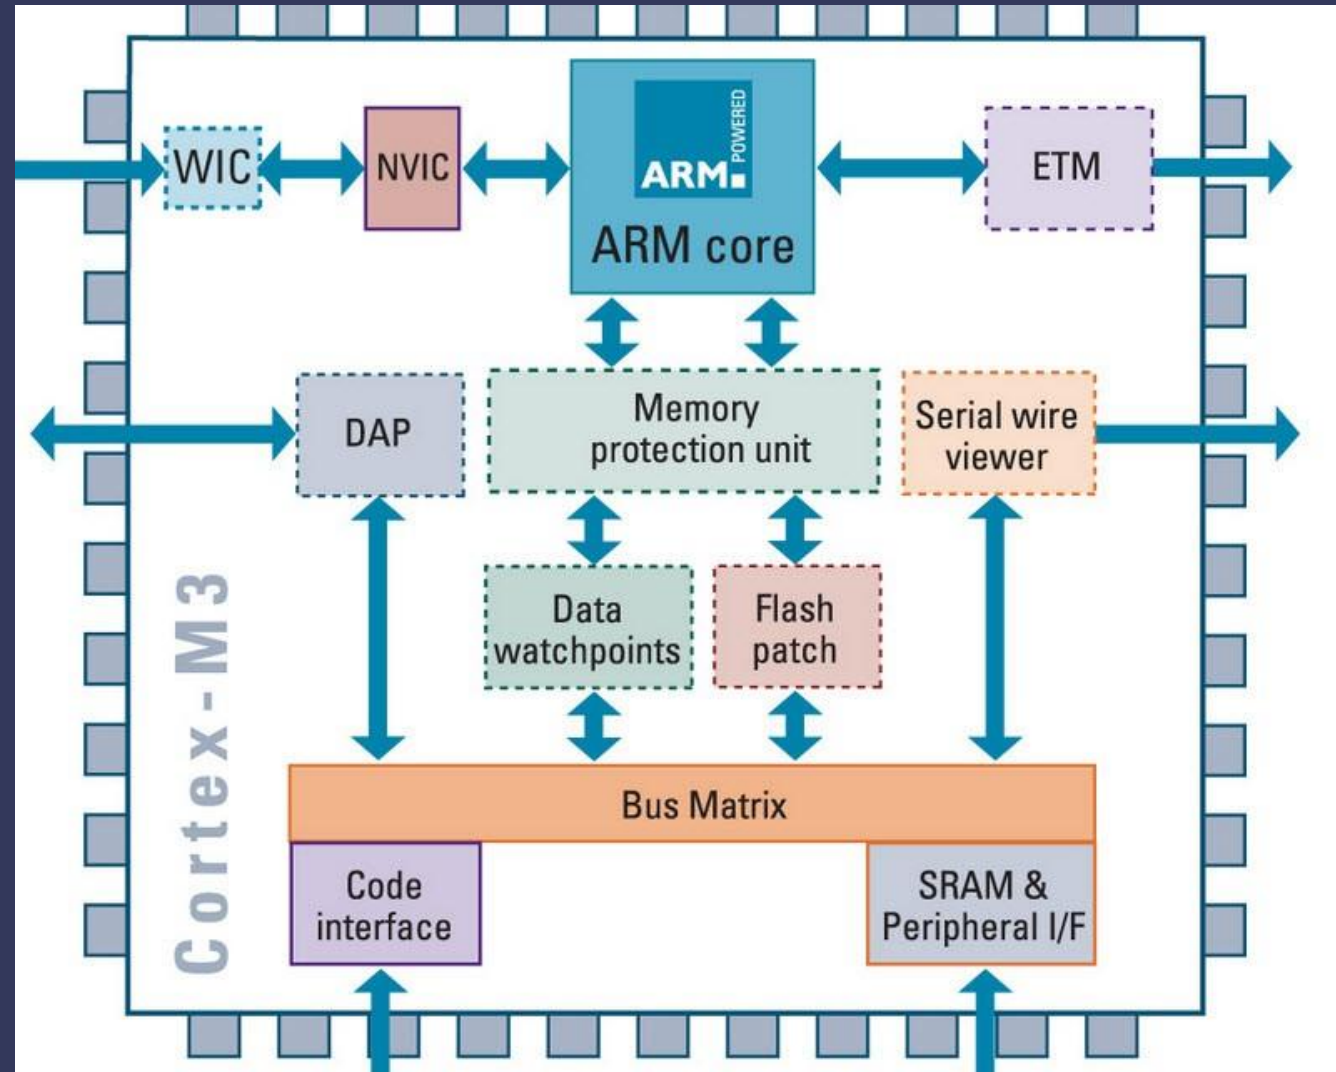 POWERED
ARM
ARM core
WIC
NVIC
ETM
DAP
Memory
protection unit
Serial wire
viewer
Data
watchpoints
Flash
patch
Cortex-M3
Bus Matrix
Code
interface
SRAM &
Peripheral I/F